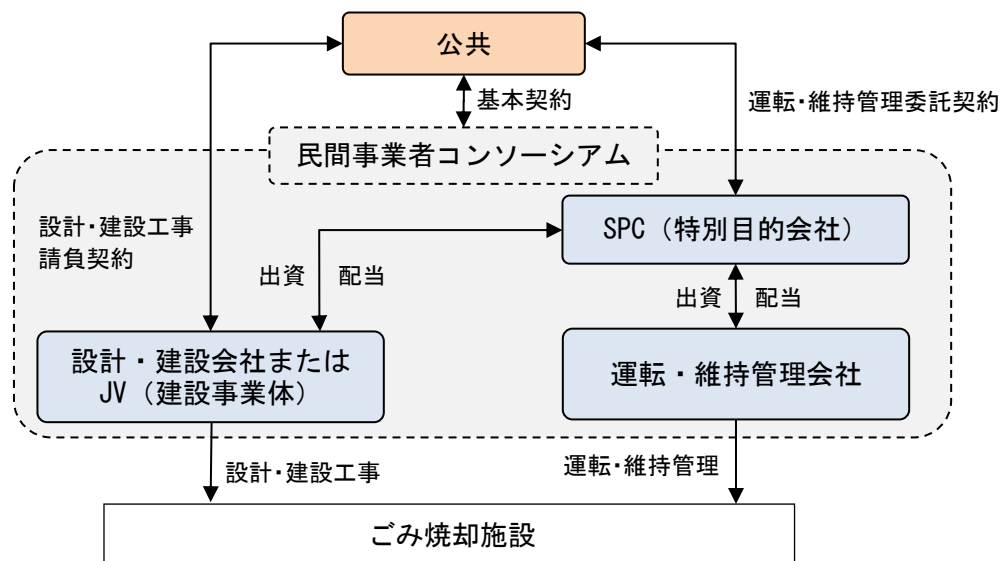 公共
基本契約
運転・維持管理委託契約
民間事業者コンソーシアム
設計・建設工事
請負契約
SPC（特別目的会社）
出資 配当
出資 配当
設計・建設会社または
JV（建設事業体）
運転・維持管理会社
設計・建設工事
運転・維持管理
ごみ焼却施設